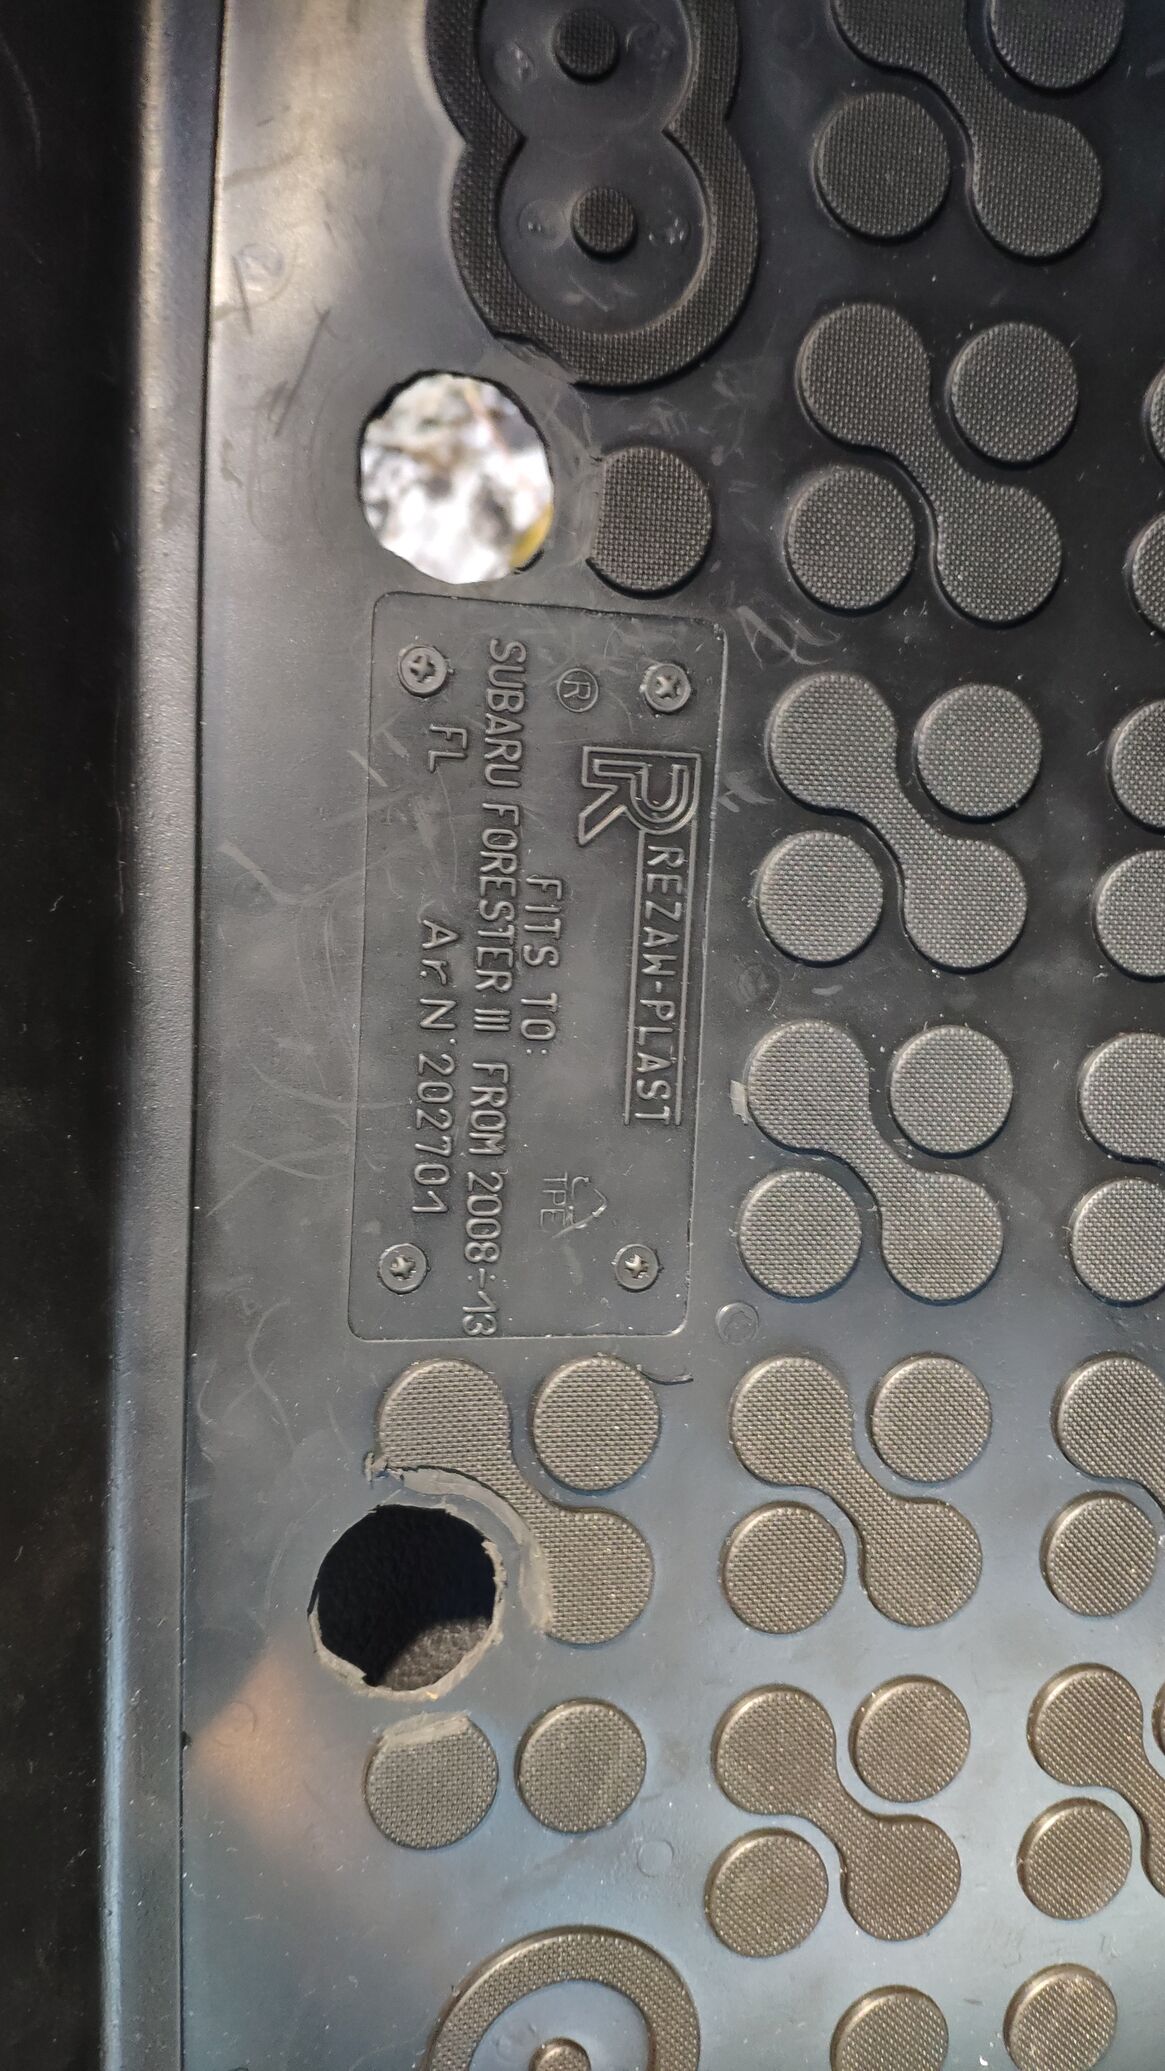 ®
R REZAW-PLAST
FITS TO:
TPE
SUBARU FORESTER III FROM 2008:-13
FL Ar N°202701